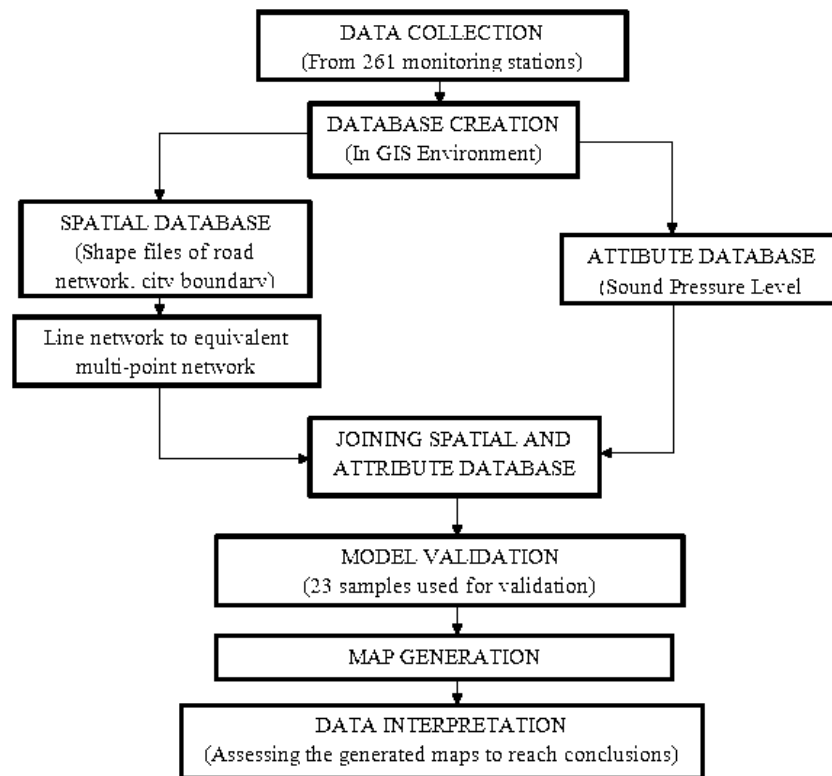 DATA COLLECTION
(From 261 monitoring stations)
DATABASE CREATION
(In GIS Environment)
SPATIAL DATABASE
(Shape files of road
network, city boundary)
ATTIBUTE DATABASE
(Sound Pressure Level
Line network to equivalent
multi-point network
JOINING SPATIAL AND
ATTRIBUTE DATABASE
MODEL VALIDATION
(23 samples used for validation)
MAP GENERATION
DATA INTERPRETATION
(Assessing the generated maps to reach conclusions)